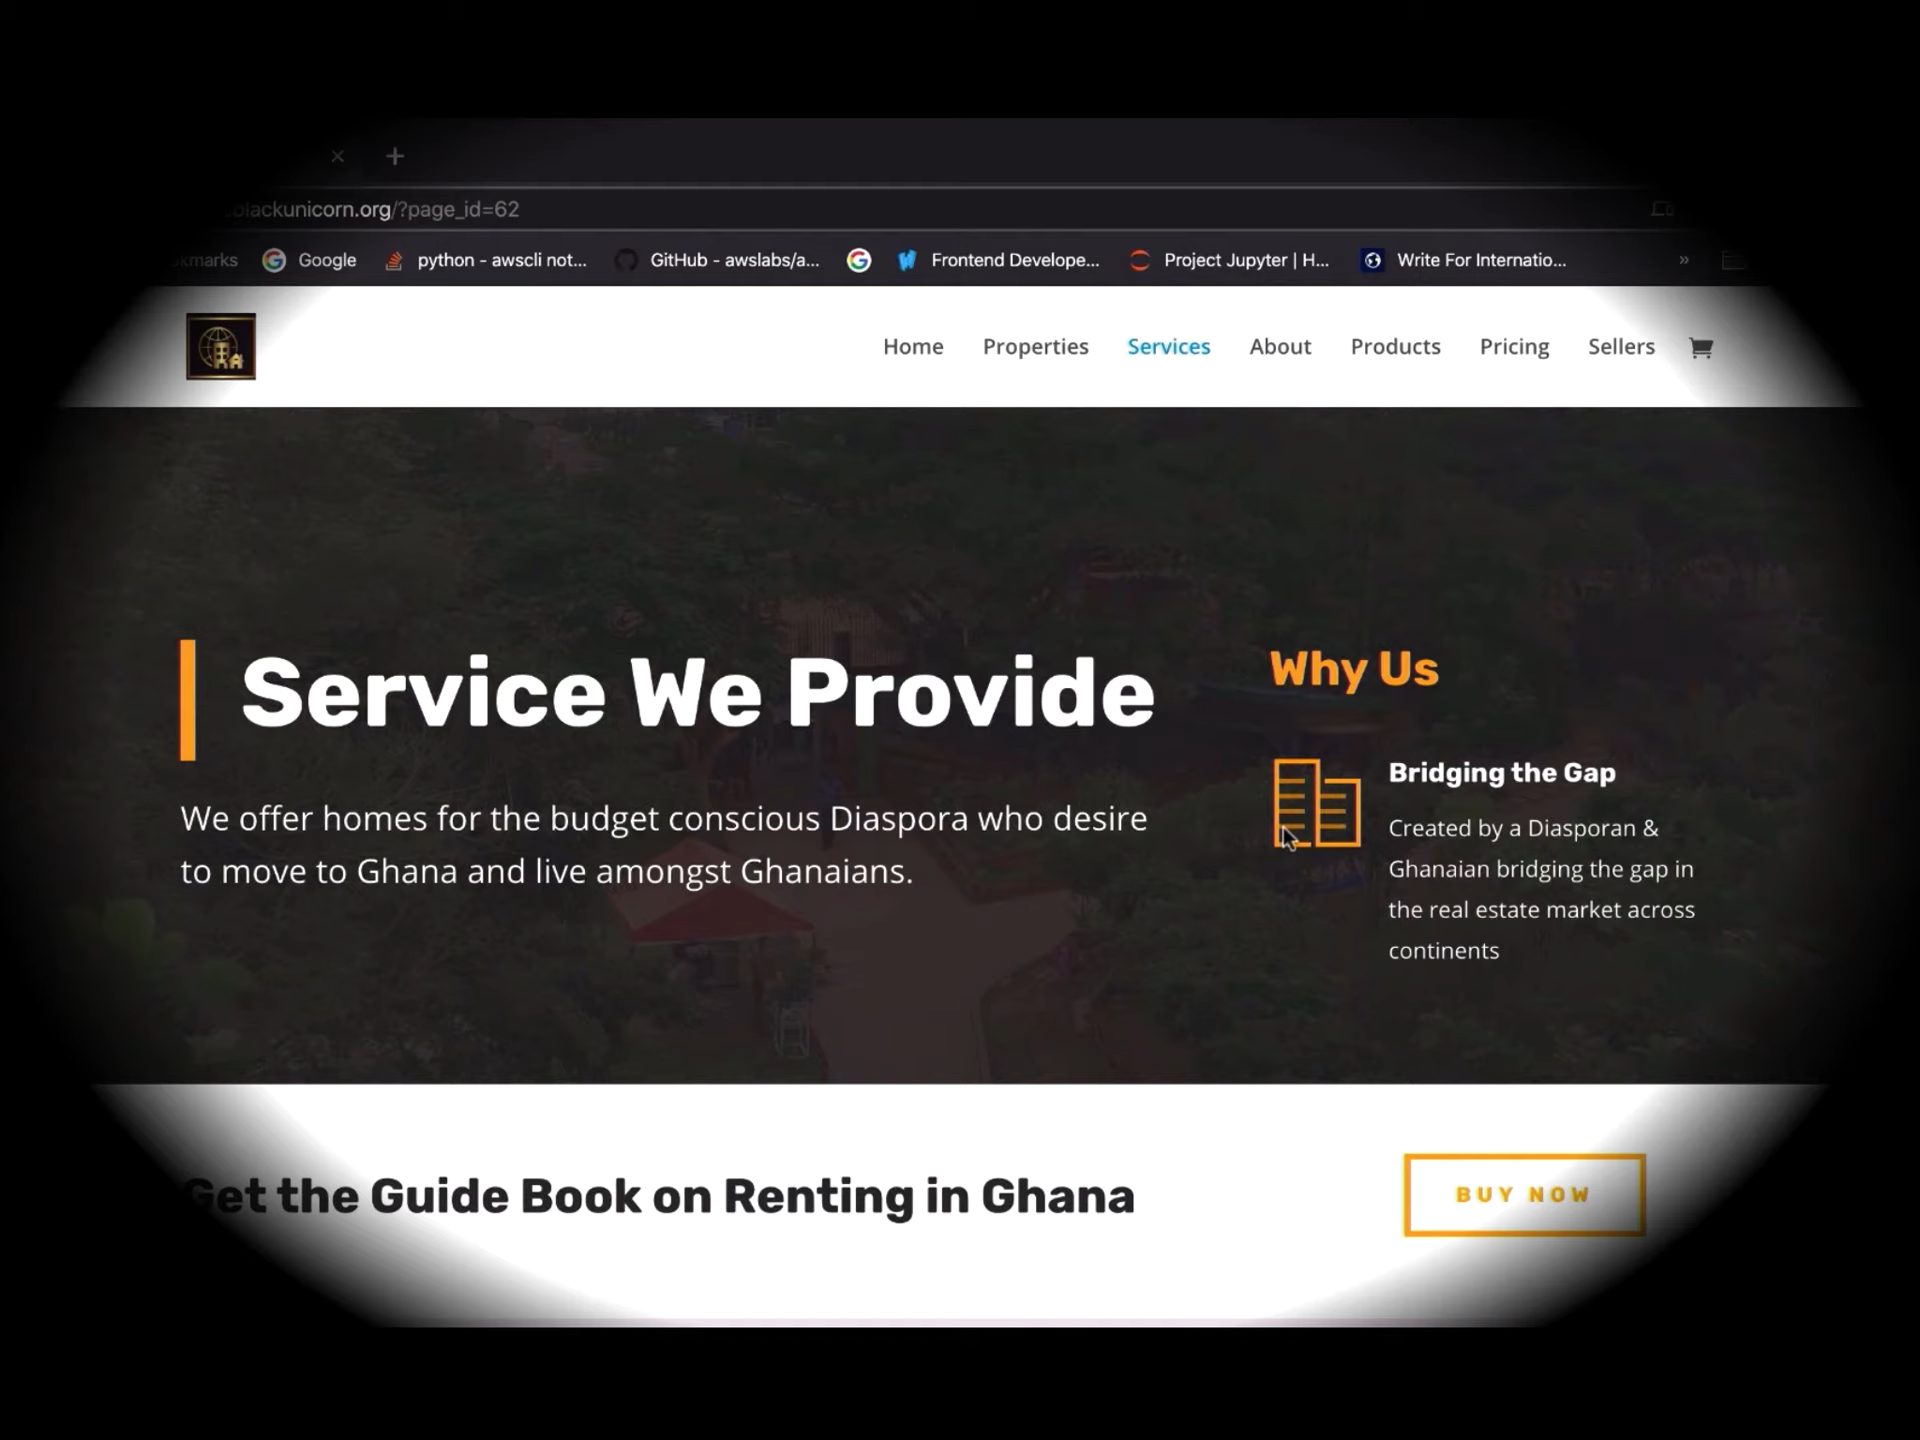 blackunicorn.org/?page_id=62
Google
python - awscli not...
GitHub - awslabs/a...
Frontend Develope...
Project Jupyter | H...
Write For Internatio...
»
Home Properties Services About Products Pricing Sellers
Service We Provide
We offer homes for the budget conscious Diaspora who desire
to move to Ghana and live amongst Ghanaians.
Why Us
Bridging the Gap
Created by a Diasporan &
Ghanaian bridging the gap in
the real estate market across
continents
Get the Guide Book on Renting in Ghana
BUY NOW